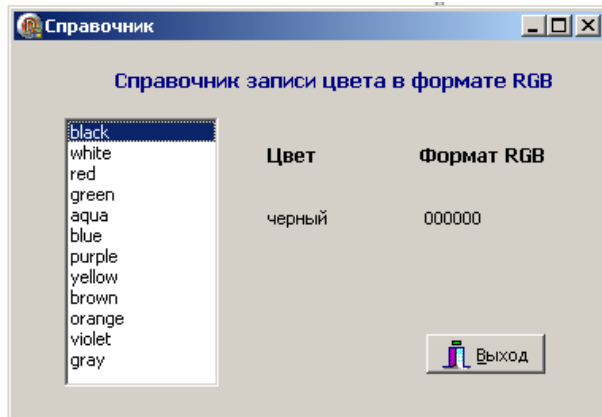 Справочник
Справочник записи цвета в формате RGB
black
white
red
green
aqua
blue
purple
yellow
brown
orange
violet
gray
Цвет Формат RGB
черный 000000
Выход